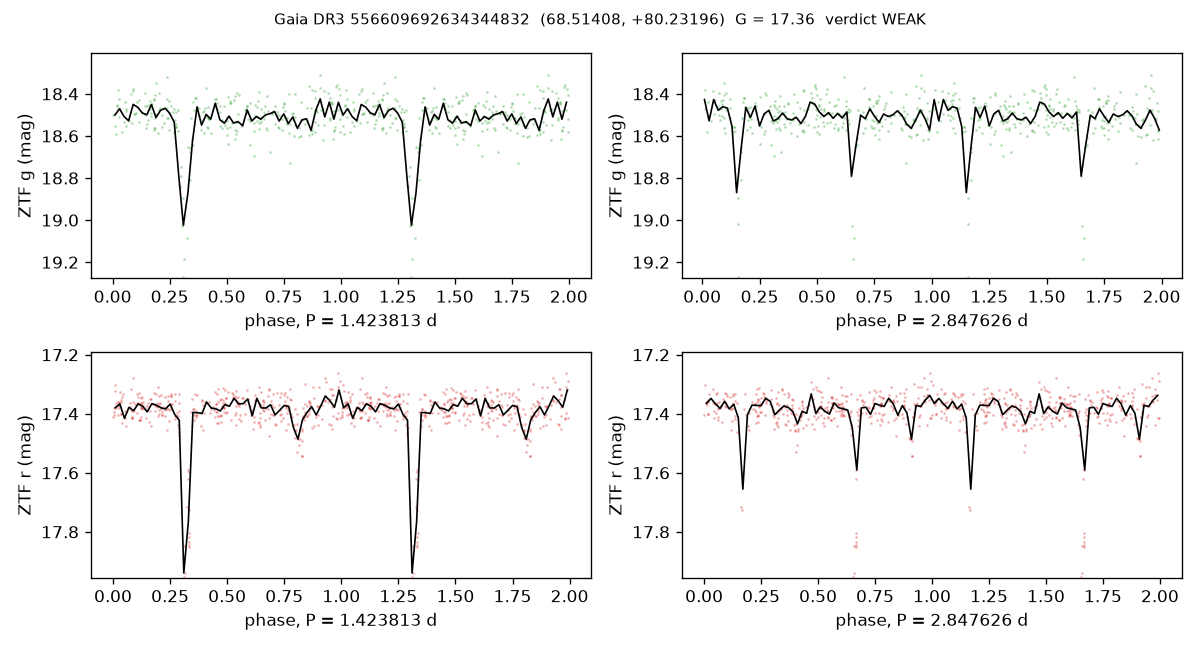 Gaia DR3 556609692634344832  (68.51408, +80.23196)  G = 17.36  verdict WEAK
ZTF g (mag)
18.4
18.6
18.8
19.0
19.2
0.00 0.25 0.50 0.75 1.00 1.25 1.50 1.75 2.00
phase, P = 1.423813 d
ZTF g (mag)
18.4
18.6
18.8
19.0
19.2
0.00 0.25 0.50 0.75 1.00 1.25 1.50 1.75 2.00
phase, P = 2.847626 d
ZTF r (mag)
17.2
17.4
17.6
17.8
0.00 0.25 0.50 0.75 1.00 1.25 1.50 1.75 2.00
phase, P = 1.423813 d
ZTF r (mag)
17.2
17.4
17.6
17.8
0.00 0.25 0.50 0.75 1.00 1.25 1.50 1.75 2.00
phase, P = 2.847626 d